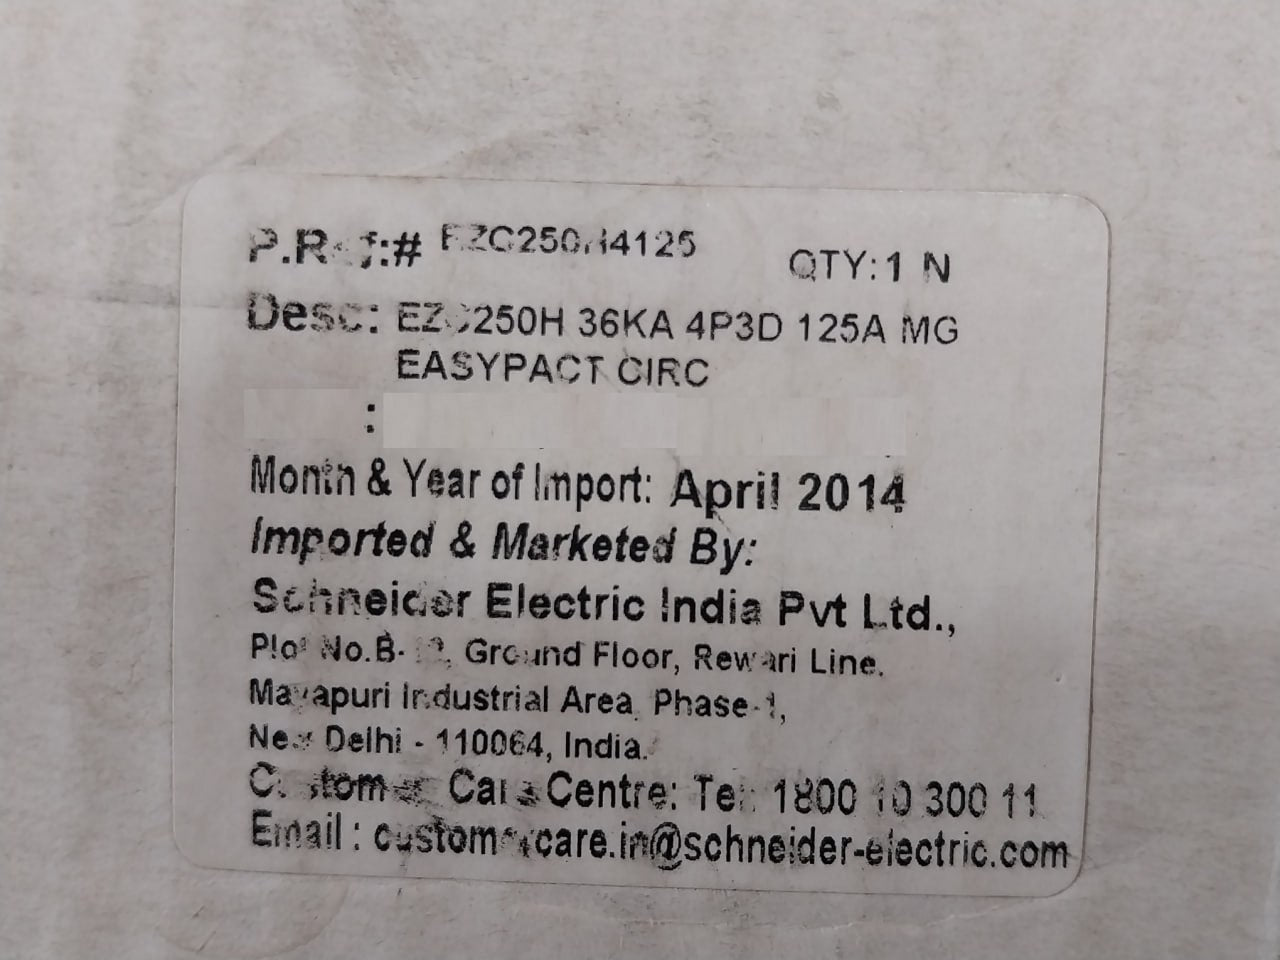 P.Ref:# EZC250H4125 QTY:1 N
Desc: EZC250H 36KA 4P3D 125A MG
EASYPACT CIRC
:
Month & Year of Import: April 2014
Imported & Marketed By:
Schneider Electric India Pvt Ltd.,
Plot No.B- Ground Floor, Rewari Line.
Mayapuri Industrial Area, Phase-1,
New Delhi - 110064, India.
Customer Care Centre: Tel: 1800 10 300 11
Email : customercare.in@schneider-electric.com